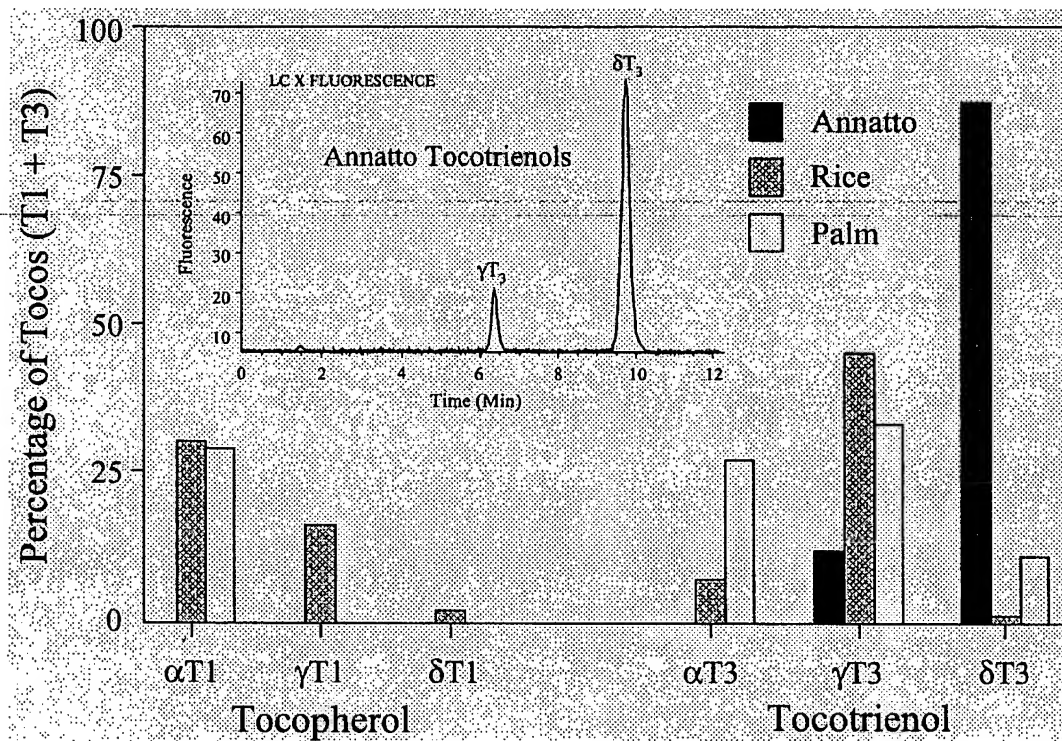 100
75
50
25
0
Percentage of Tocos (T1 + T3)
LC X FLUORESCENCE
Annatto Tocotrienols
70
60
50
40
30
20
10
Fluorescence
γT₃
δT₃
0 2 4 6 8 10 12
Time (Min)
Annatto
Rice
Palm
αT1 γT1 δT1 αT3 γT3 δT3
Tocopherol Tocotrienol